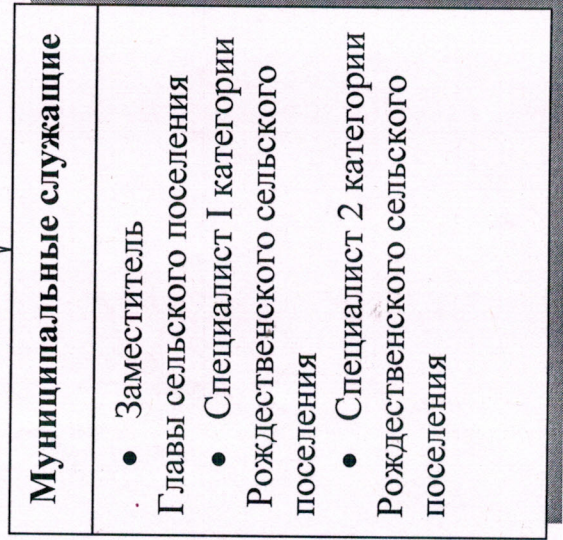 Муниципальные служащие
• Заместитель
Главы сельского поселения
• Специалист I категории
Рождественского сельского
поселения
• Специалист 2 категории
Рождественского сельского
поселения